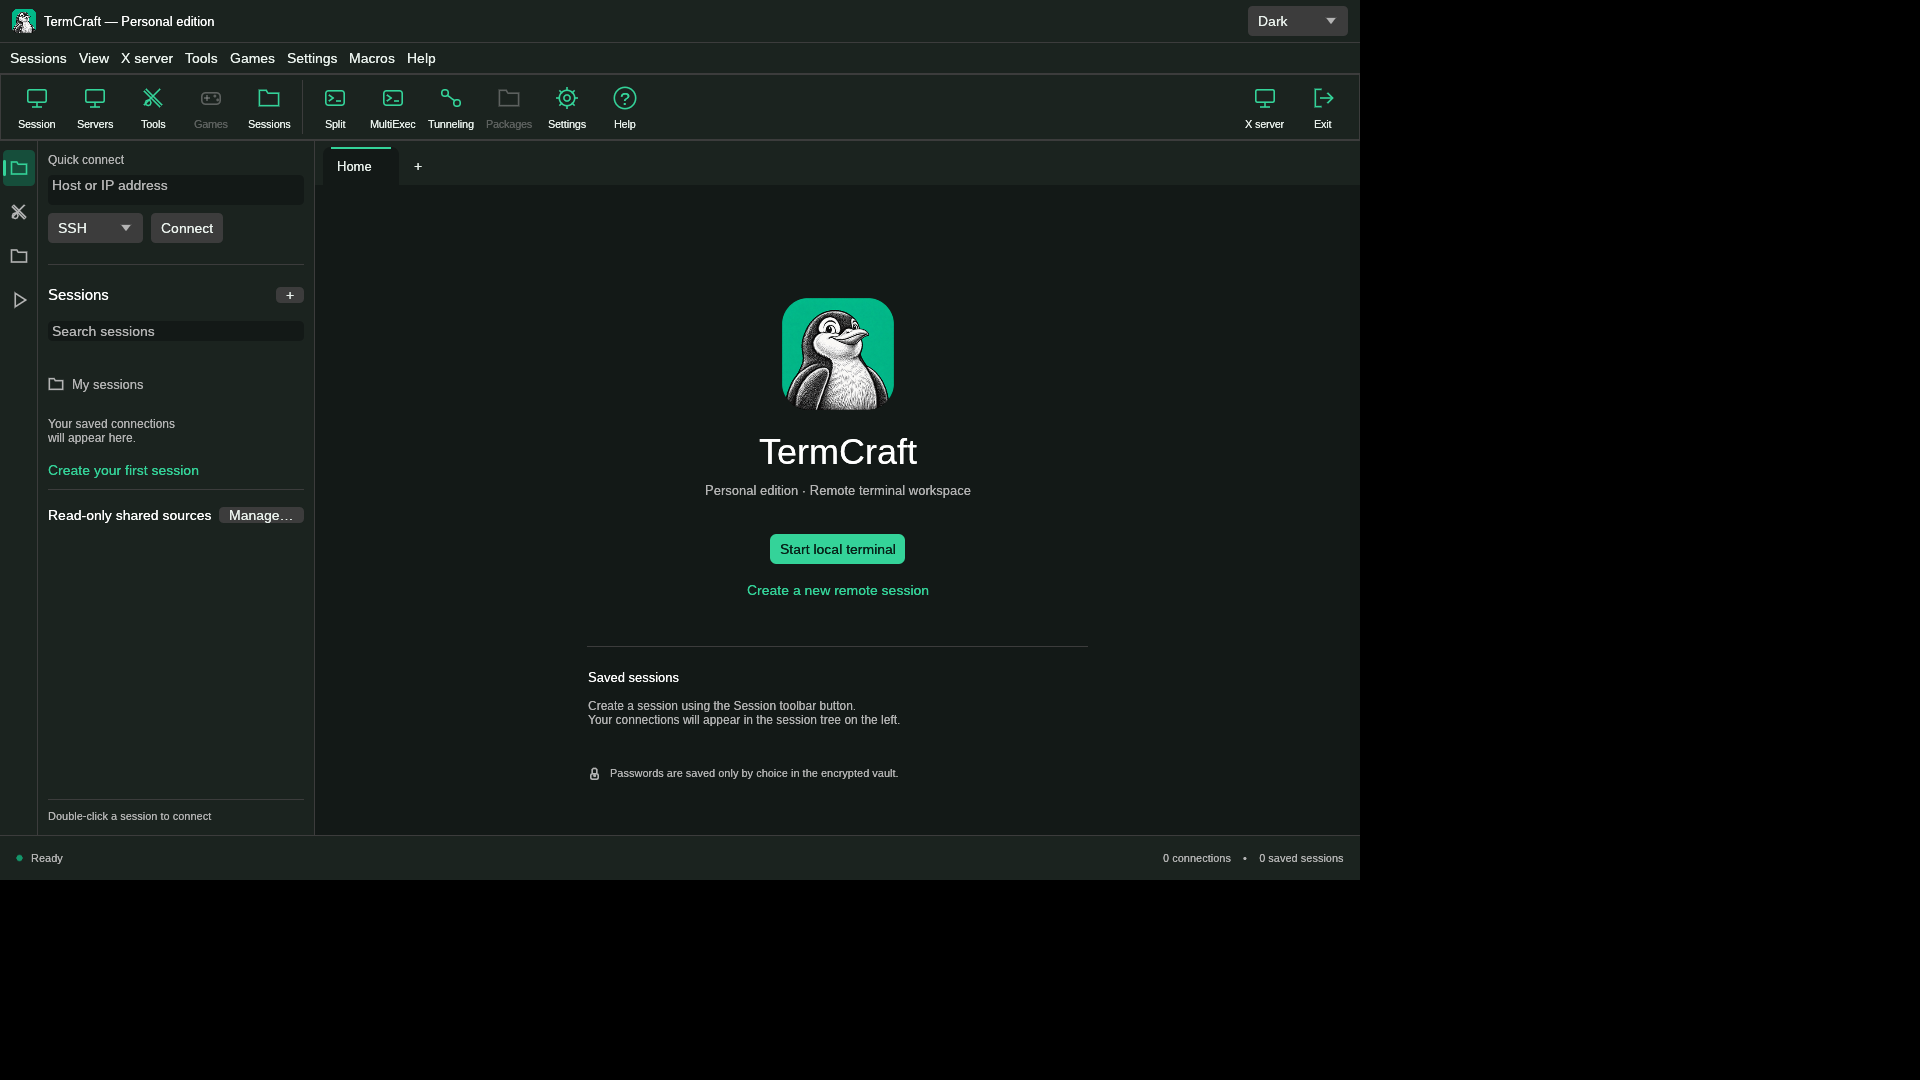 TermCraft — Personal edition
Dark
Sessions View X server Tools Games Settings Macros Help
Session Servers Tools Games Sessions Split MultiExec Tunneling Packages Settings Help X server Exit
Quick connect
Host or IP address
SSH Connect
Sessions +
Search sessions
My sessions
Your saved connections
will appear here.
Create your first session
Read-only shared sources Manage…
Double-click a session to connect
Home +
TermCraft
Personal edition · Remote terminal workspace
Start local terminal
Create a new remote session
Saved sessions
Create a session using the Session toolbar button.
Your connections will appear in the session tree on the left.
Passwords are saved only by choice in the encrypted vault.
Ready
0 connections • 0 saved sessions